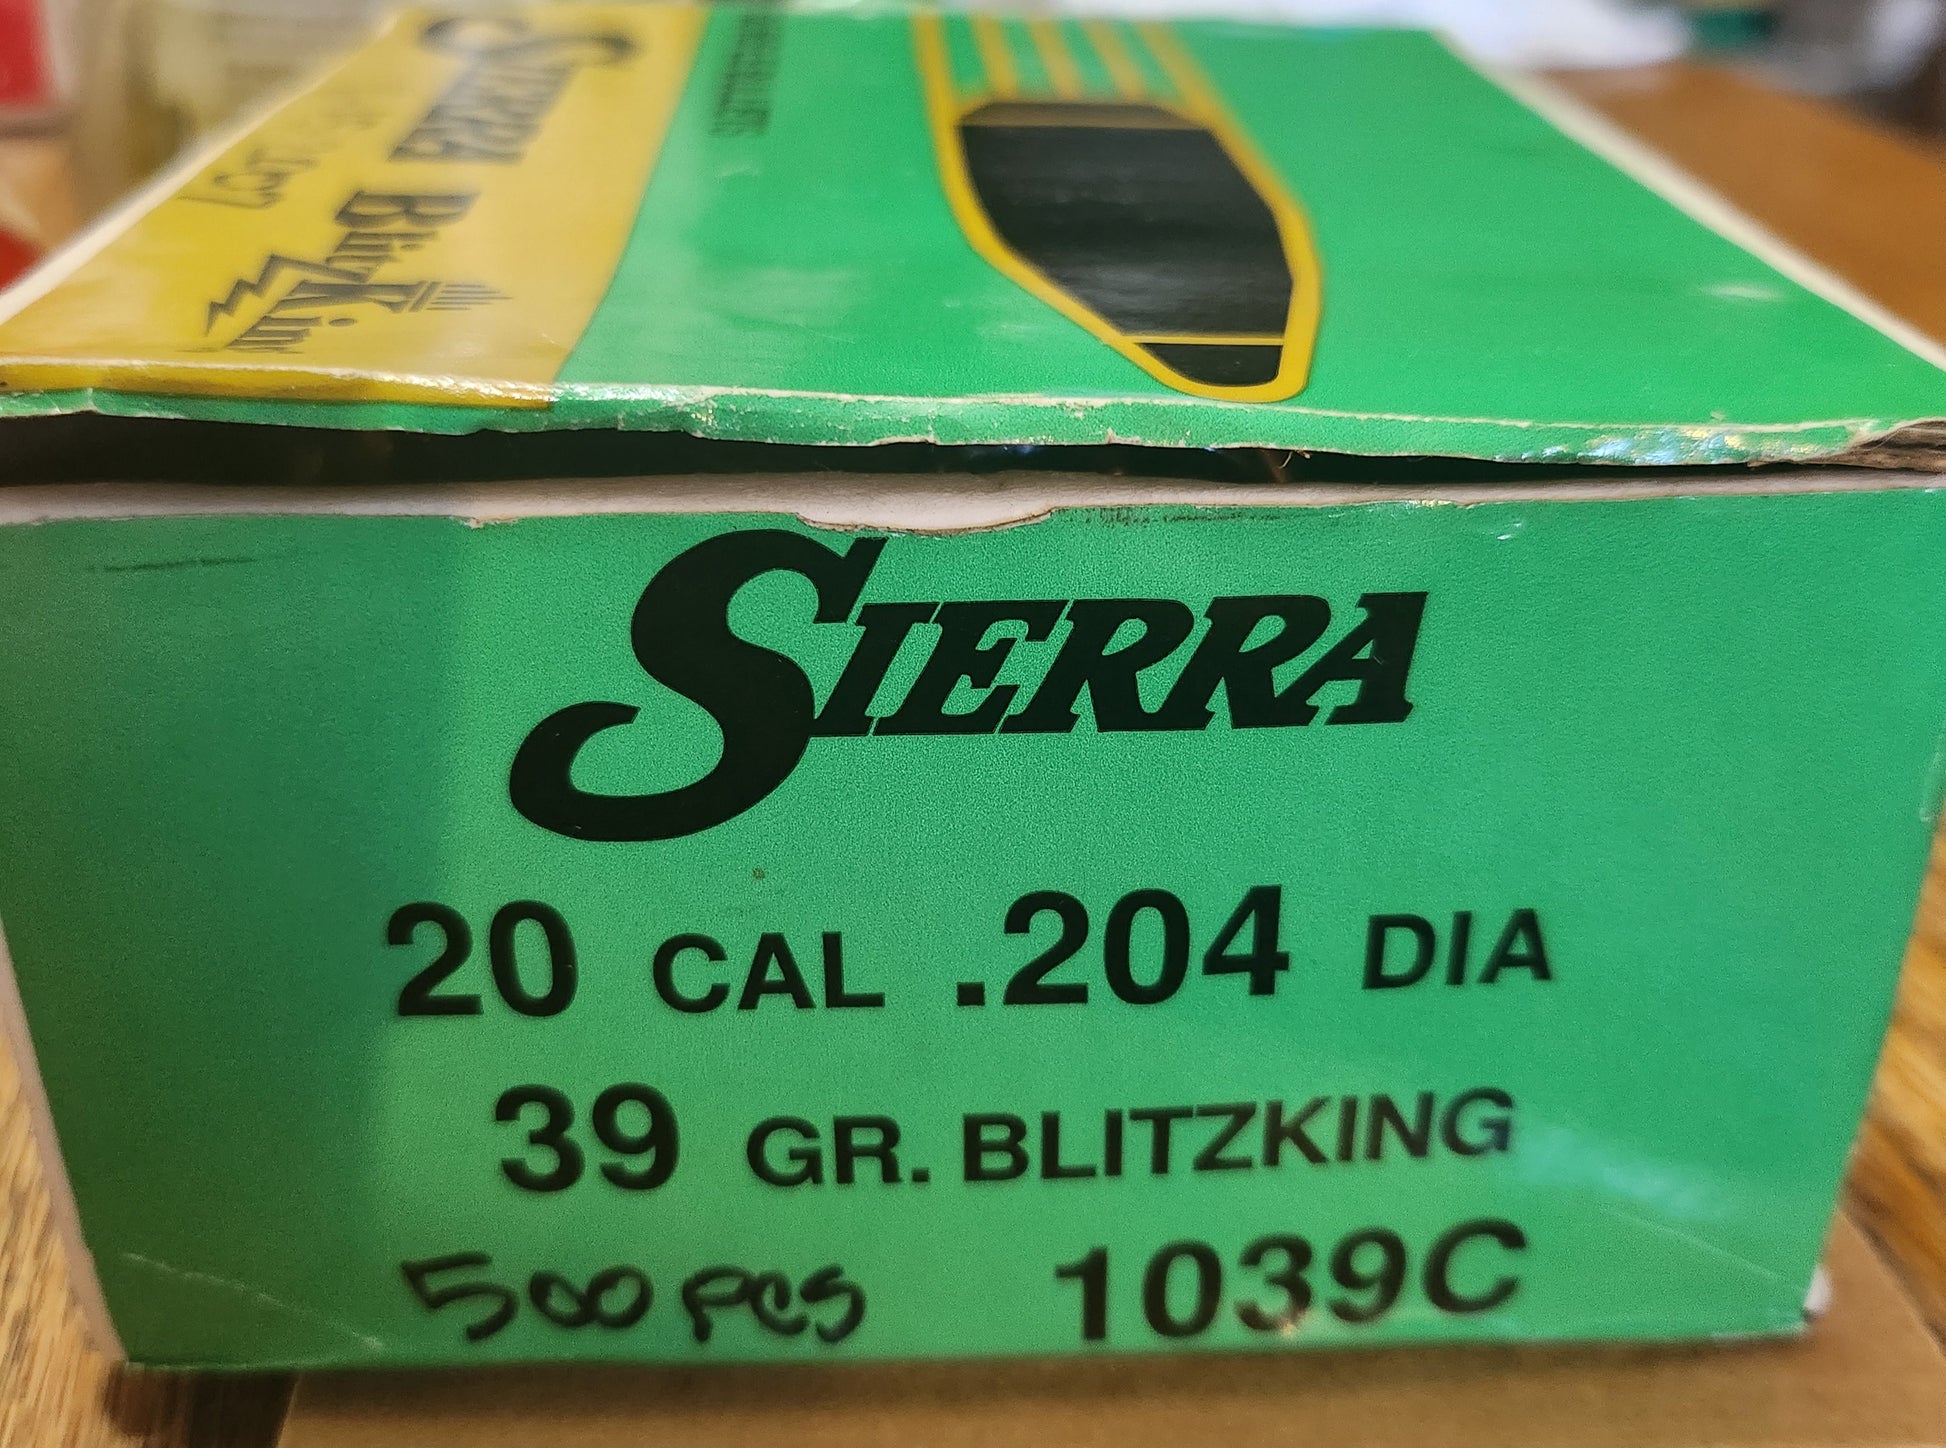 SIERRA
BlitzKing
SIERRA
20 CAL .204 DIA
39 GR. BLITZKING
500 pcs 1039C